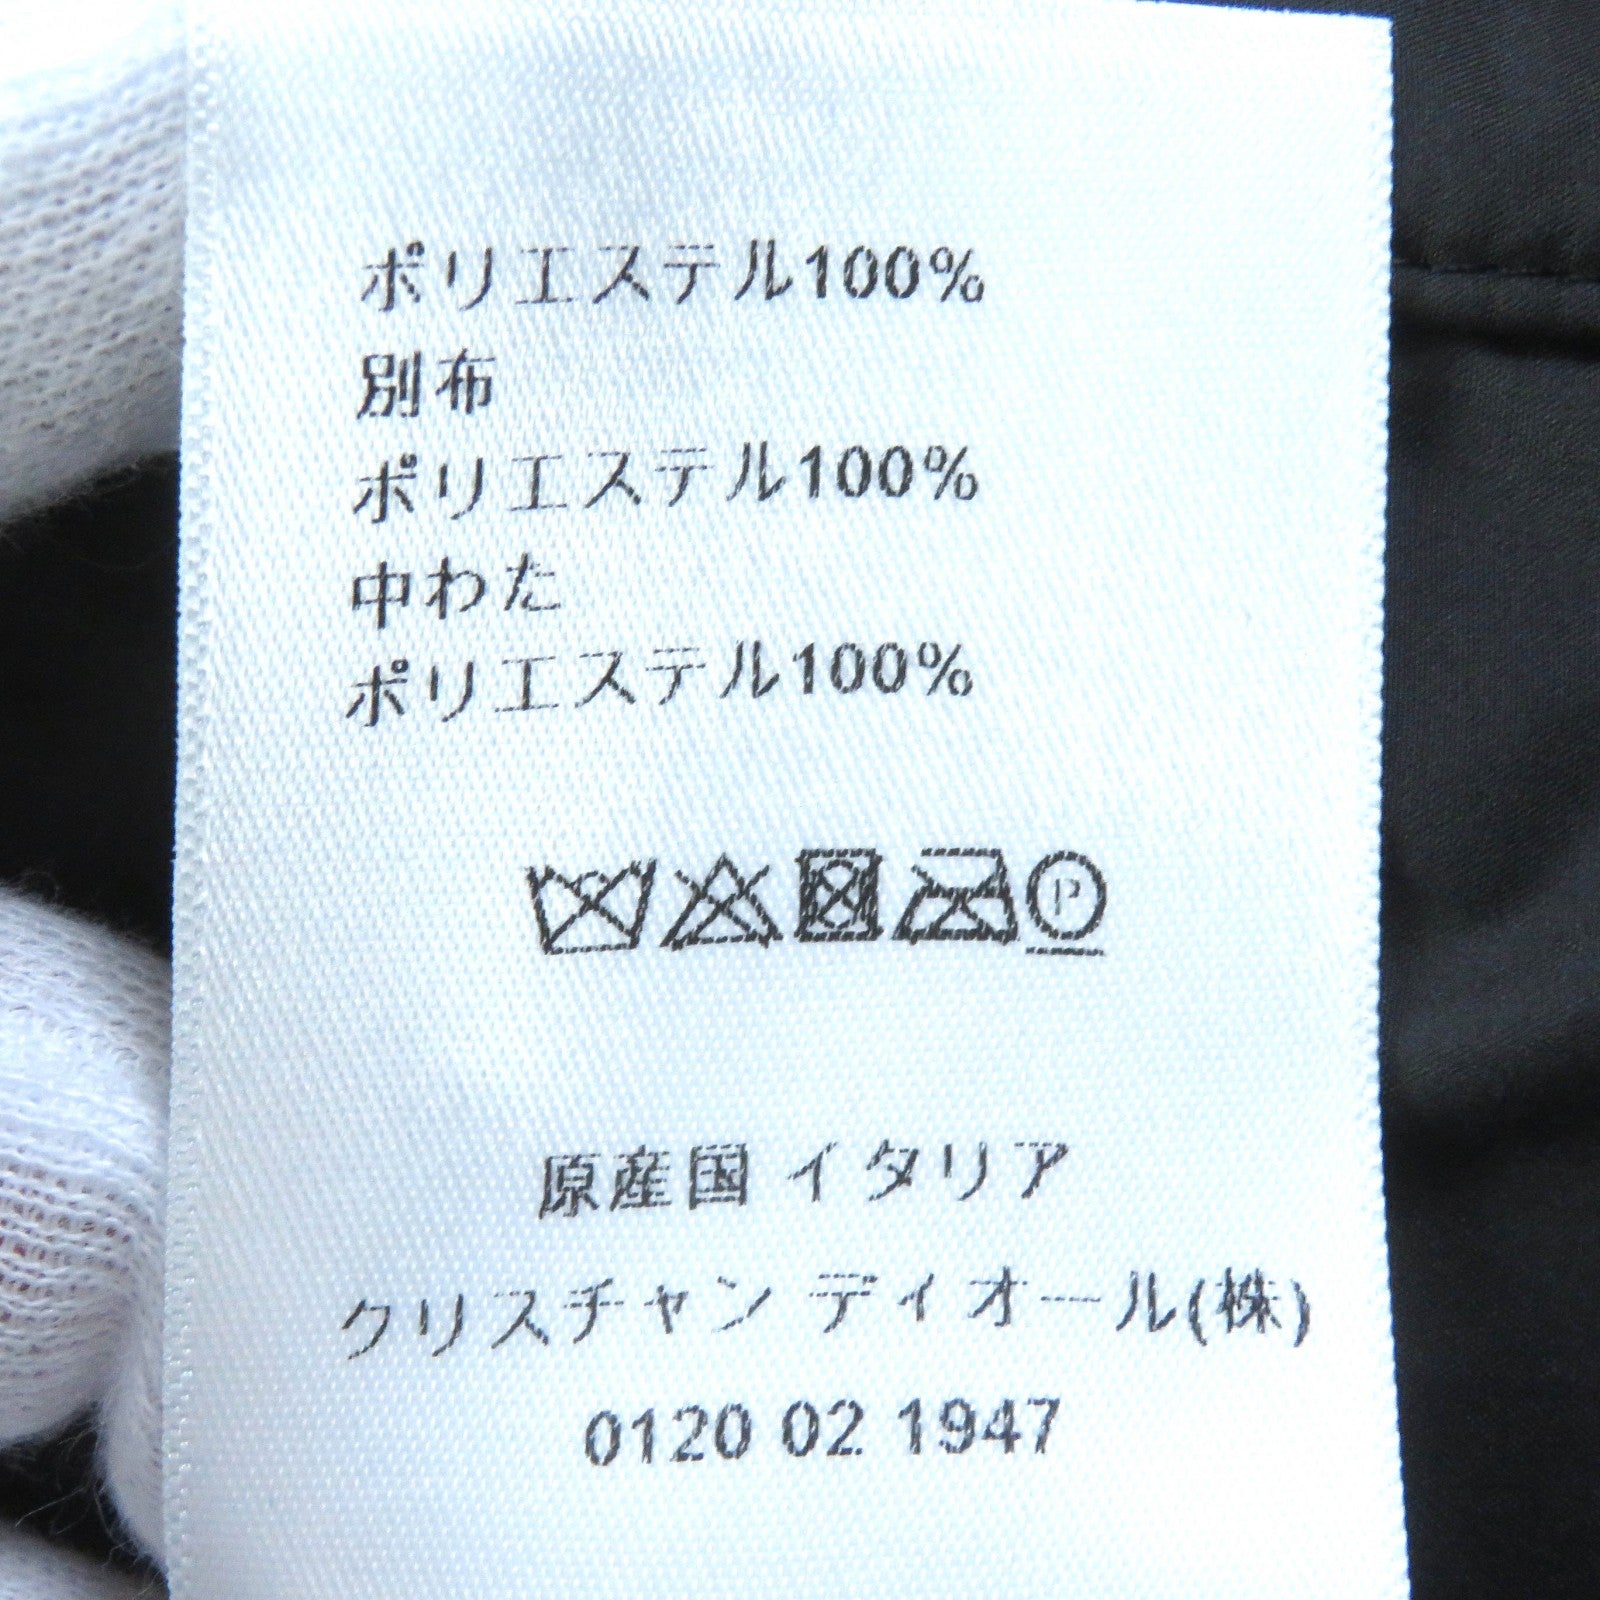 ポリエステル100%
別布
ポリエステル100%
中わた
ポリエステル100%
P
原産国 イタリア
クリスチャン ディオール(株)
0120 02 1947